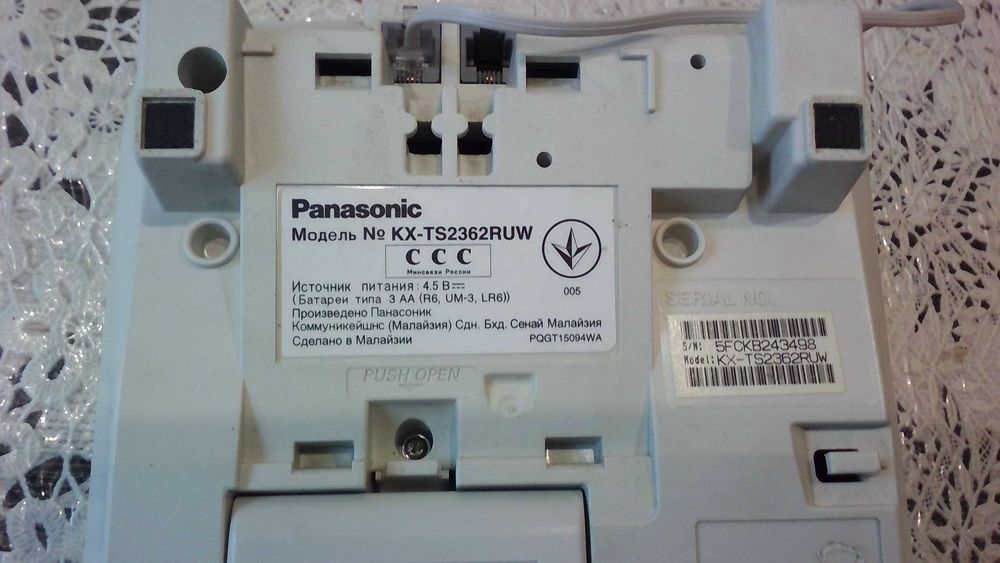 Panasonic
Модель № KX-TS2362RUW
ССС
Минсвязи России
005
Источник питания: 4.5 В
(Батареи типа 3 АА (R6, UM-3, LR6))
Произведено Панасоник
Коммуникейшнс (Малайзия) Сдн. Бхд. Сенай Малайзия
Сделано в Малайзии PQGT15094WA
SERIAL NO.
S/N: 5FCKB243498
Model: KX-TS2362RUW
PUSH OPEN